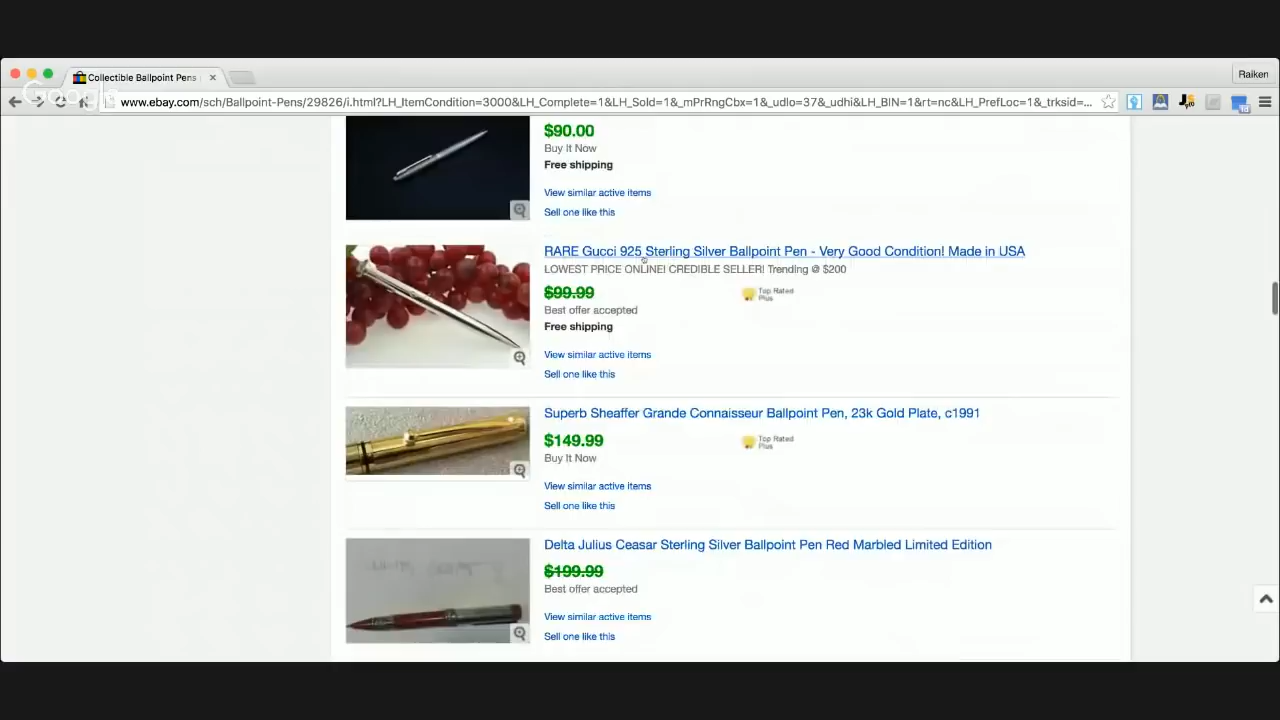 Collectible Ballpoint Pens
Raiken
Google
www.ebay.com/sch/Ballpoint-Pens/29826/i.html?LH_ItemCondition=3000&LH_Complete=1&LH_Sold=1&_mPrRngCbx=1&_udlo=37&_udhi&LH_BIN=1&rt=nc&LH_PrefLoc=1&_trksid=...
$90.00
Buy It Now
Free shipping
View similar active items
Sell one like this
RARE Gucci 925 Sterling Silver Ballpoint Pen - Very Good Condition! Made in USA
LOWEST PRICE ONLINE! CREDIBLE SELLER! Trending @ $200
$99.99
Top Rated
Plus
Best offer accepted
Free shipping
View similar active items
Sell one like this
Superb Sheaffer Grande Connaisseur Ballpoint Pen, 23k Gold Plate, c1991
$149.99
Top Rated
Plus
Buy It Now
View similar active items
Sell one like this
Delta Julius Ceasar Sterling Silver Ballpoint Pen Red Marbled Limited Edition
$199.99
Best offer accepted
View similar active items
Sell one like this